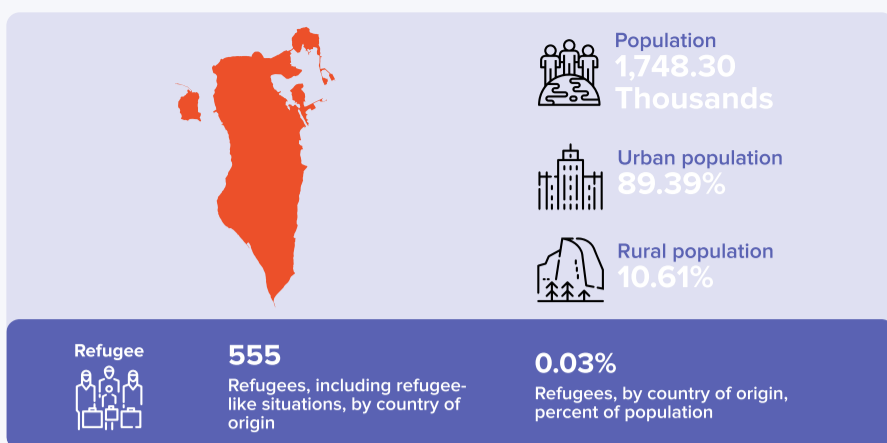 Population
1,748.30
Thousands
Urban population
89.39%
Rural population
10.61%
Refugee
555
Refugees, including refugee-
like situations, by country of
origin
0.03%
Refugees, by country of origin,
percent of population